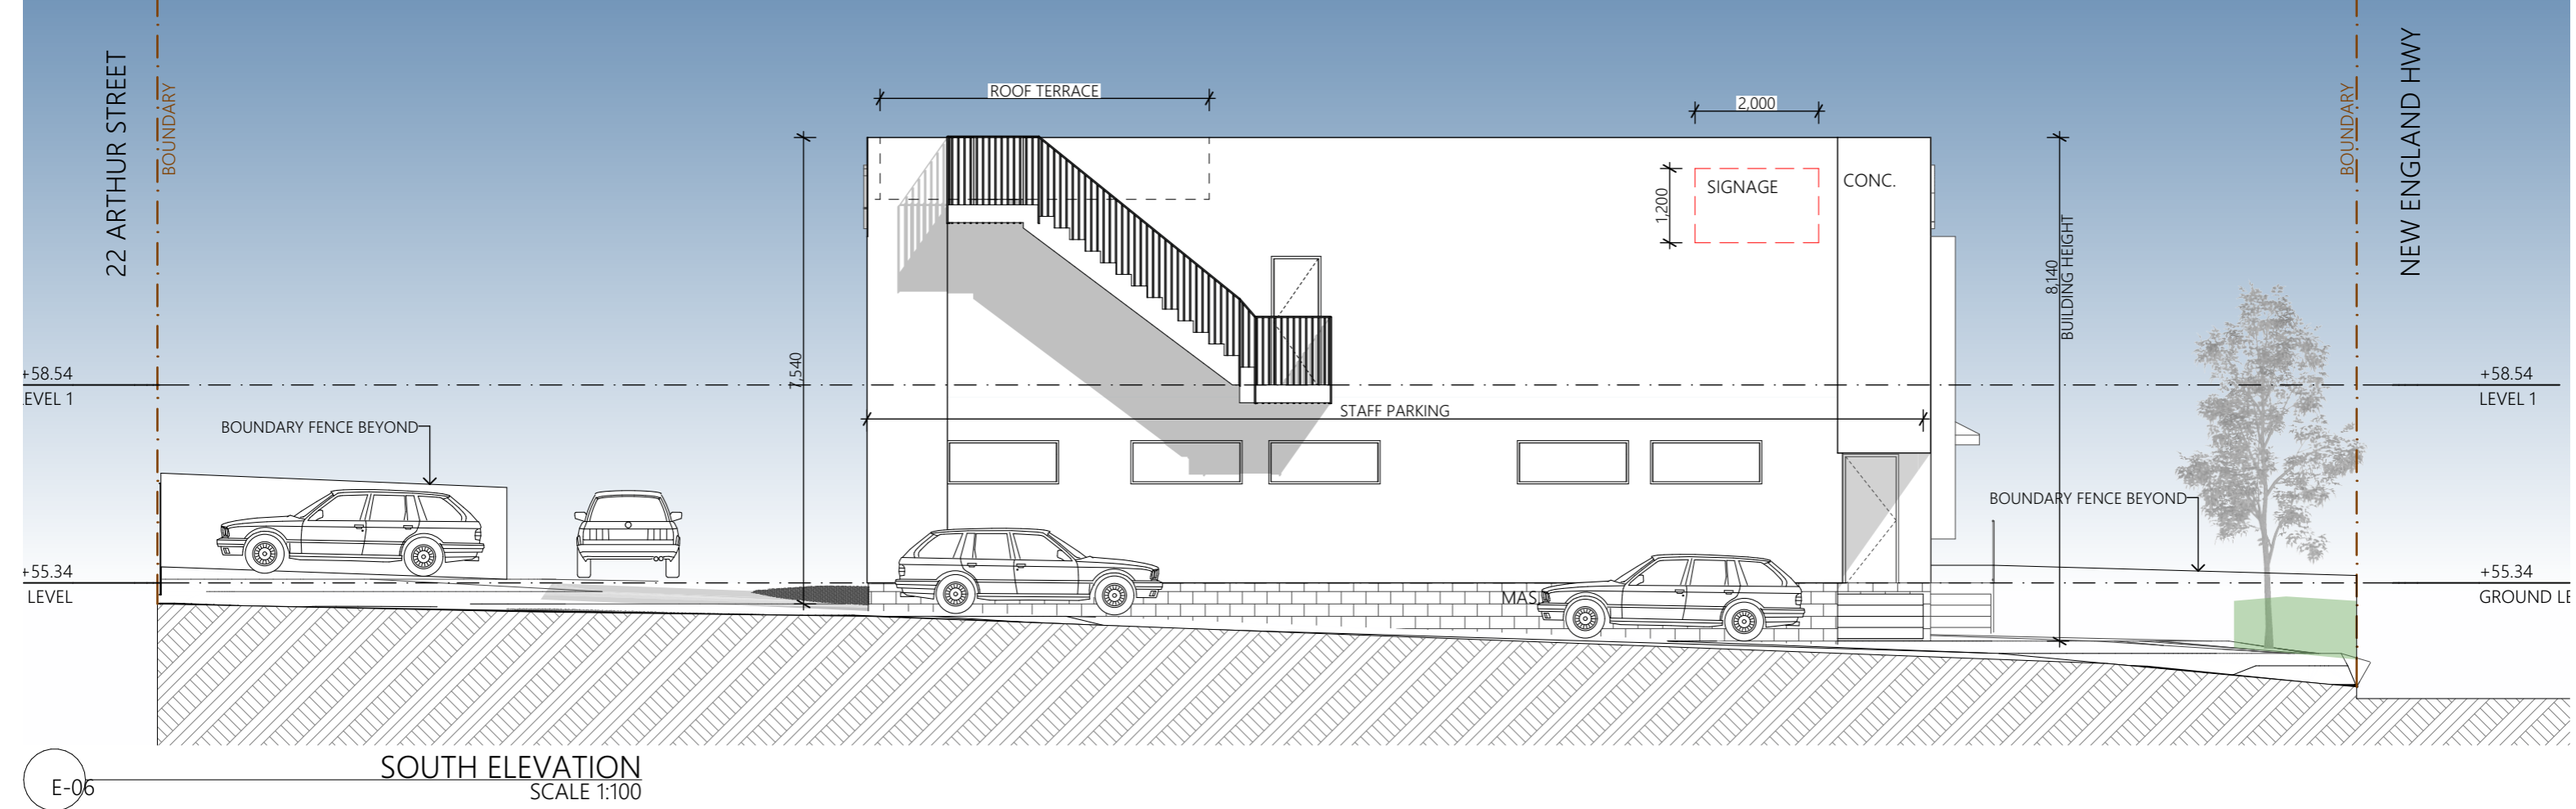 22 ARTHUR STREET
BOUNDARY
ROOF TERRACE
2,000
BOUNDARY
NEW ENGLAND HWY
SIGNAGE
CONC.
1,200
8,140
BUILDING HEIGHT
7,540
+58.54
LEVEL 1
+58.54
LEVEL 1
STAFF PARKING
BOUNDARY FENCE BEYOND
BOUNDARY FENCE BEYOND
+55.34
LEVEL
+55.34
GROUND LE
MAS.
SOUTH ELEVATION
SCALE 1:100
E-06